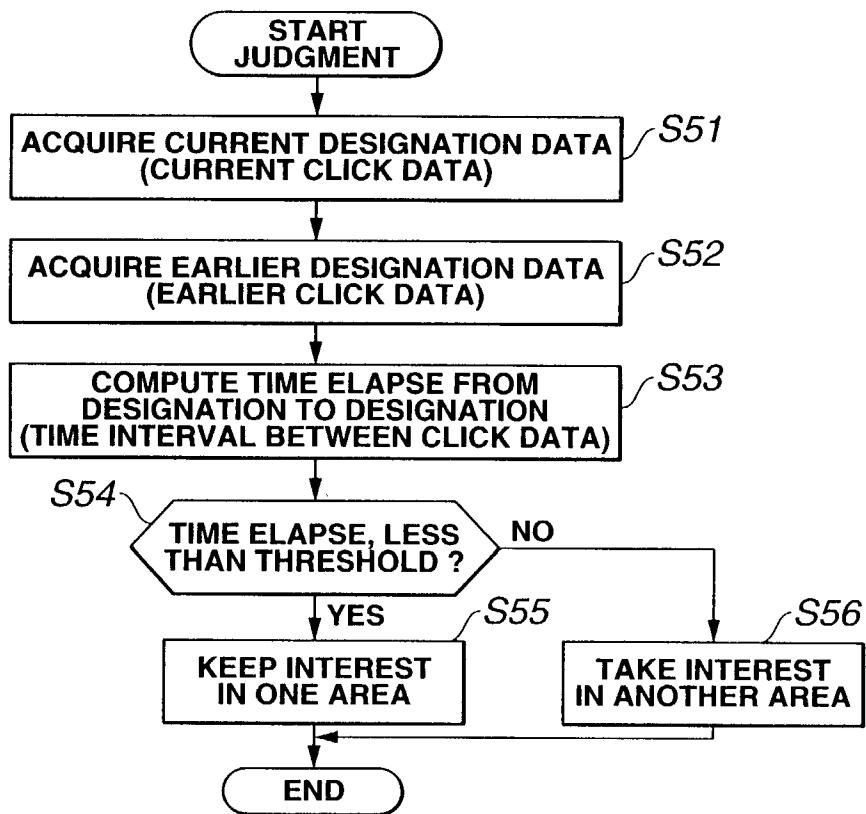 START
JUDGMENT
ACQUIRE CURRENT DESIGNATION DATA
(CURRENT CLICK DATA)
S51
ACQUIRE EARLIER DESIGNATION DATA
(EARLIER CLICK DATA)
S52
COMPUTE TIME ELAPSE FROM
DESIGNATION TO DESIGNATION
(TIME INTERVAL BETWEEN CLICK DATA)
S53
S54
TIME ELAPSE, LESS
THAN THRESHOLD ?
NO
YES
S55
KEEP INTEREST
IN ONE AREA
S56
TAKE INTEREST
IN ANOTHER AREA
END